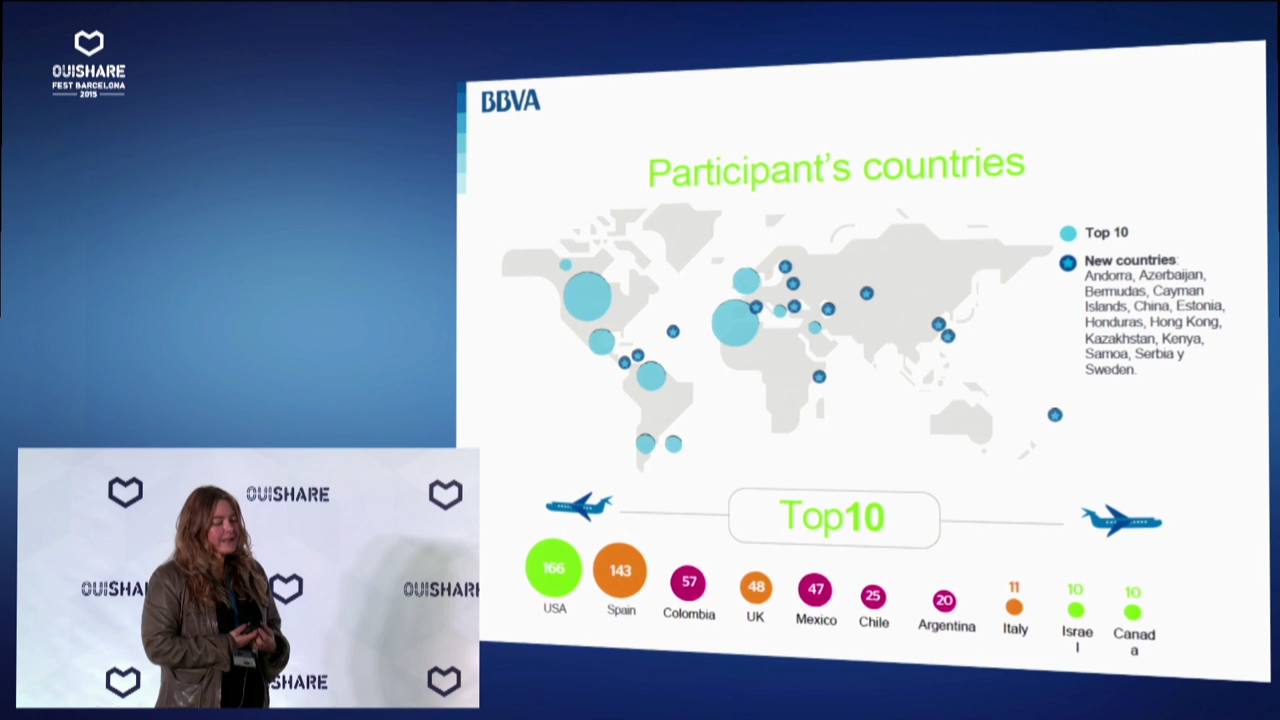 OUISHARE
FEST BARCELONA
2015
BBVA
Participant's countries
Top 10
New countries:
Andorra, Azerbaijan,
Bermudas, Cayman
Islands, China, Estonia,
Honduras, Hong Kong,
Kazakhstan, Kenya,
Samoa, Serbia y
Sweden.
Top10
166
USA
143
Spain
57
Colombia
48
UK
47
Mexico
25
Chile
20
Argentina
11
Italy
10
Israe
l
10
Canad
a
OUISHARE
OUISHA
OUISHARE
SHARE